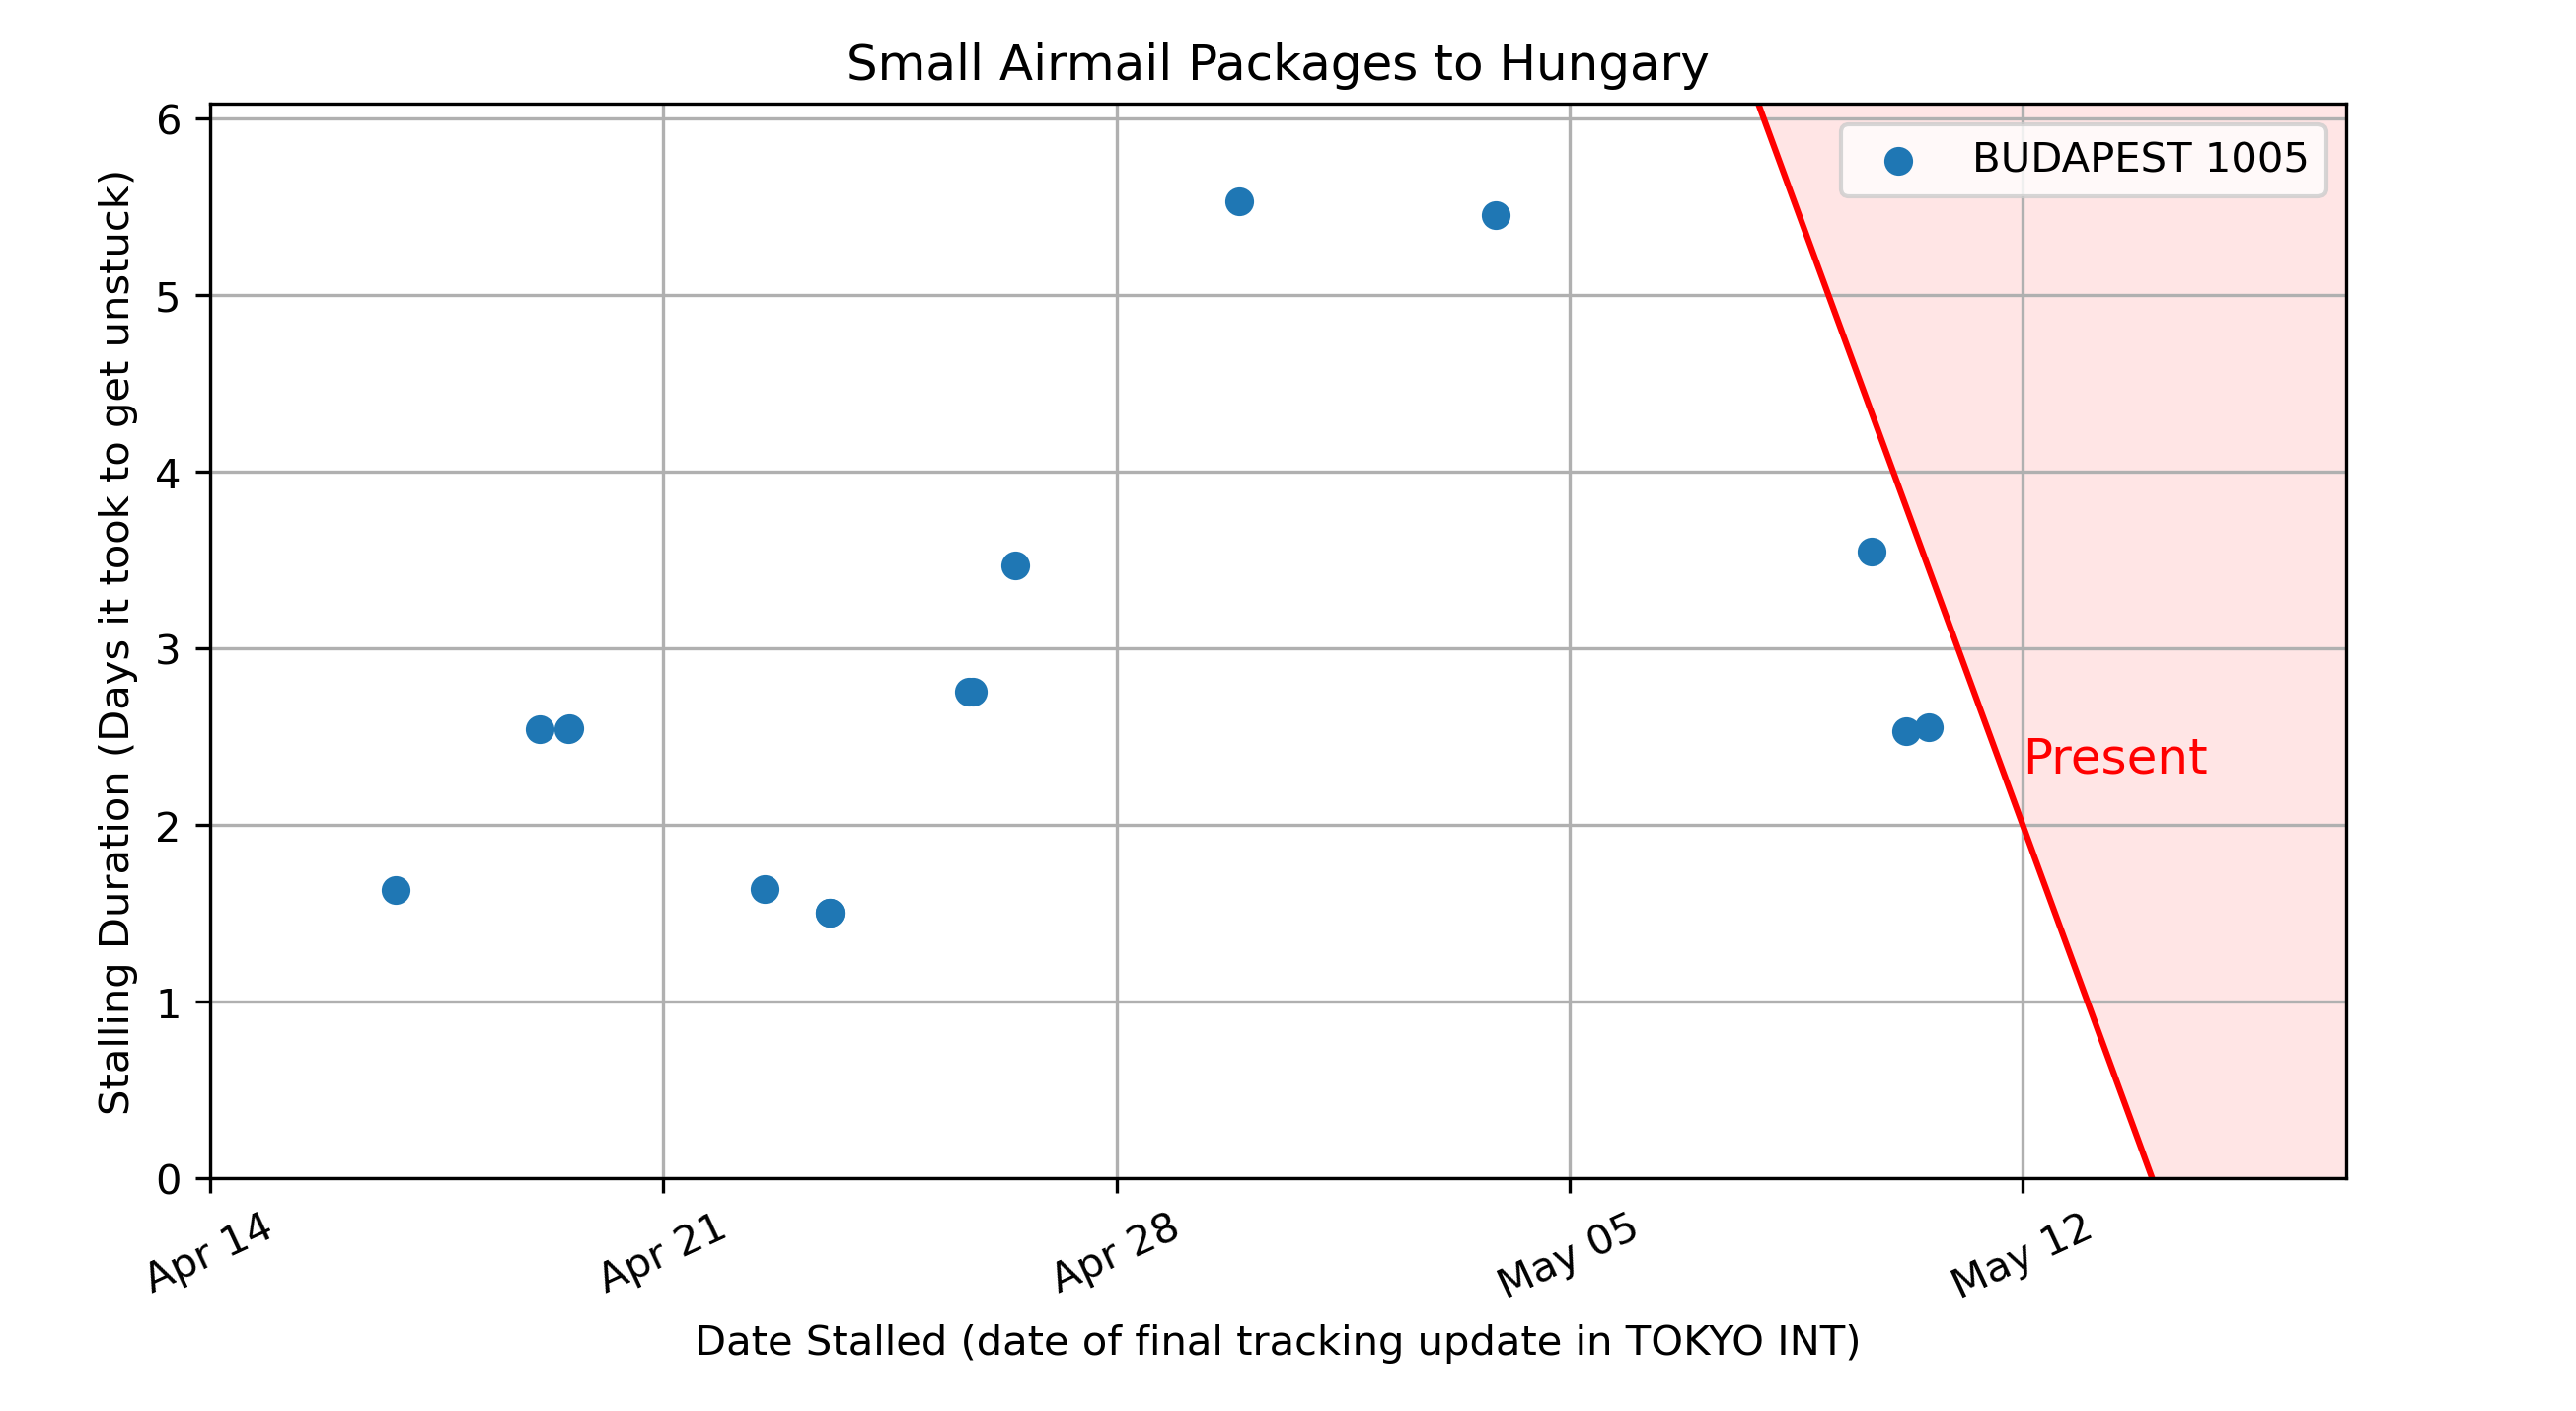 Small Airmail Packages to Hungary
BUDAPEST 1005
Present
Stalling Duration (Days it took to get unstuck)
6
5
4
3
2
1
0
Apr 14
Apr 21
Apr 28
May 05
May 12
Date Stalled (date of final tracking update in TOKYO INT)